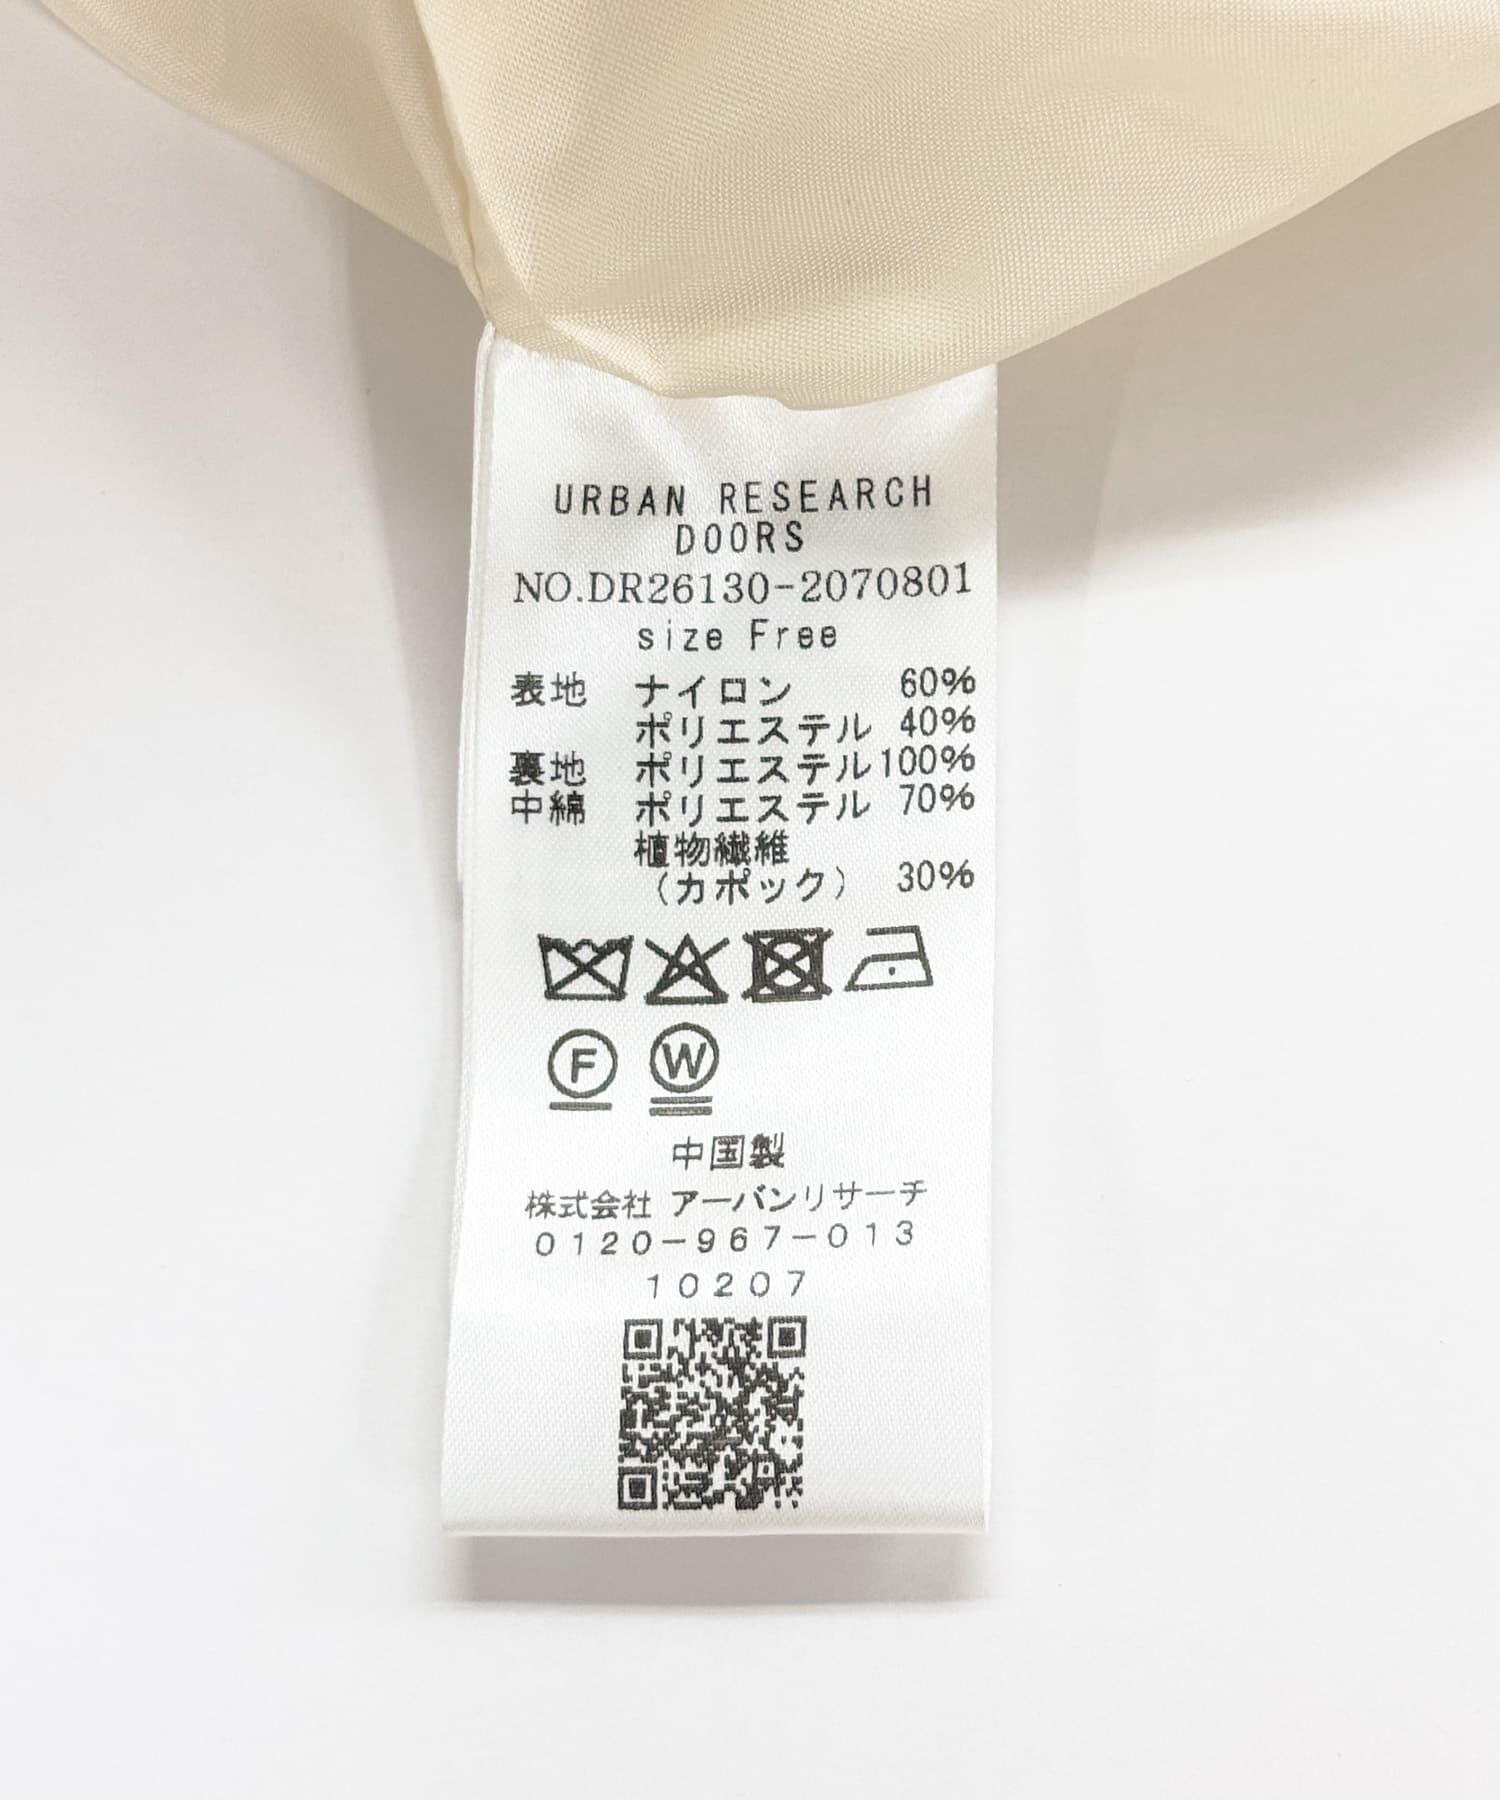 URBAN RESEARCH
DOORS
NO.DR26130-2070801
size Free
表地 ナイロン 60%
ポリエステル 40%
裏地 ポリエステル 100%
中綿 ポリエステル 70%
植物繊維
（カポック） 30%
F W
中国製
株式会社 アーバンリサーチ
0120-967-013
10207